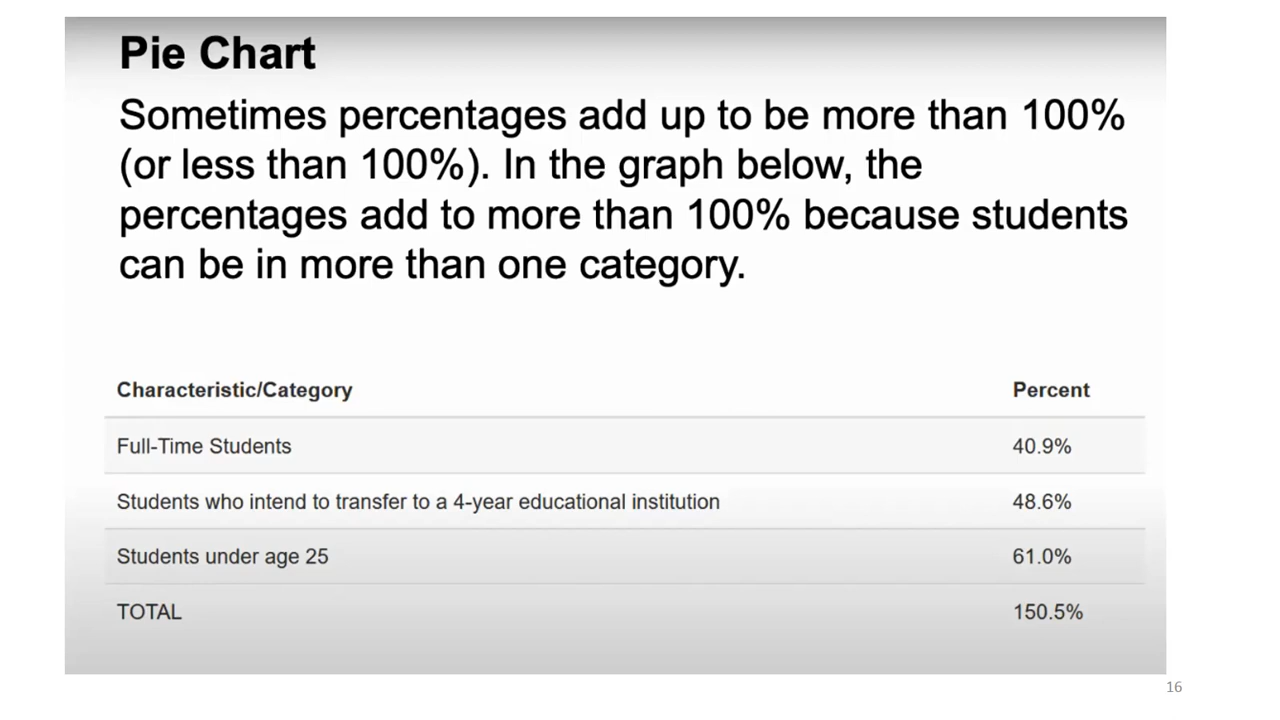 Pie Chart
Sometimes percentages add up to be more than 100%
(or less than 100%). In the graph below, the
percentages add to more than 100% because students
can be in more than one category.
Characteristic/Category Percent
Full-Time Students 40.9%
Students who intend to transfer to a 4-year educational institution 48.6%
Students under age 25 61.0%
TOTAL 150.5%
16